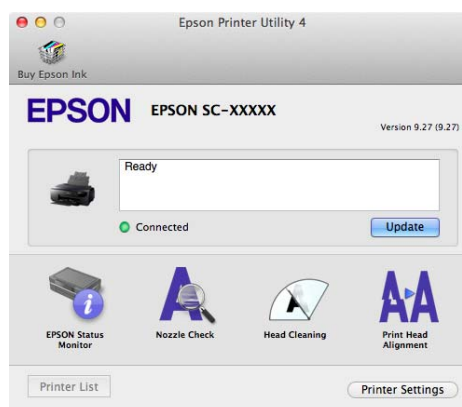 Epson Printer Utility 4
Buy Epson Ink
EPSON
EPSON SC-XXXXX
Version 9.27 (9.27)
Ready
Connected
Update
EPSON Status
Monitor
Nozzle Check
Head Cleaning
Print Head
Alignment
Printer List
Printer Settings